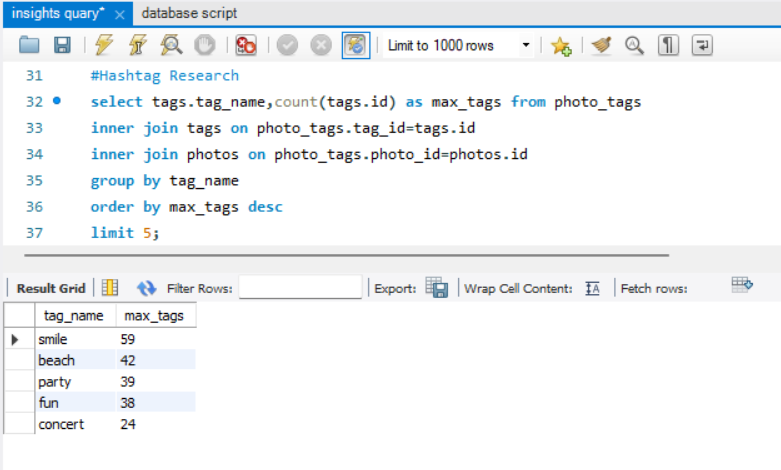 insights quary* × database script
Limit to 1000 rows
31 #Hashtag Research
32 select tags.tag_name,count(tags.id) as max_tags from photo_tags
33 inner join tags on photo_tags.tag_id=tags.id
34 inner join photos on photo_tags.photo_id=photos.id
35 group by tag_name
36 order by max_tags desc
37 limit 5;
Result Grid Filter Rows: Export: Wrap Cell Content: IA Fetch rows:
tag_name max_tags
smile 59
beach 42
party 39
fun 38
concert 24